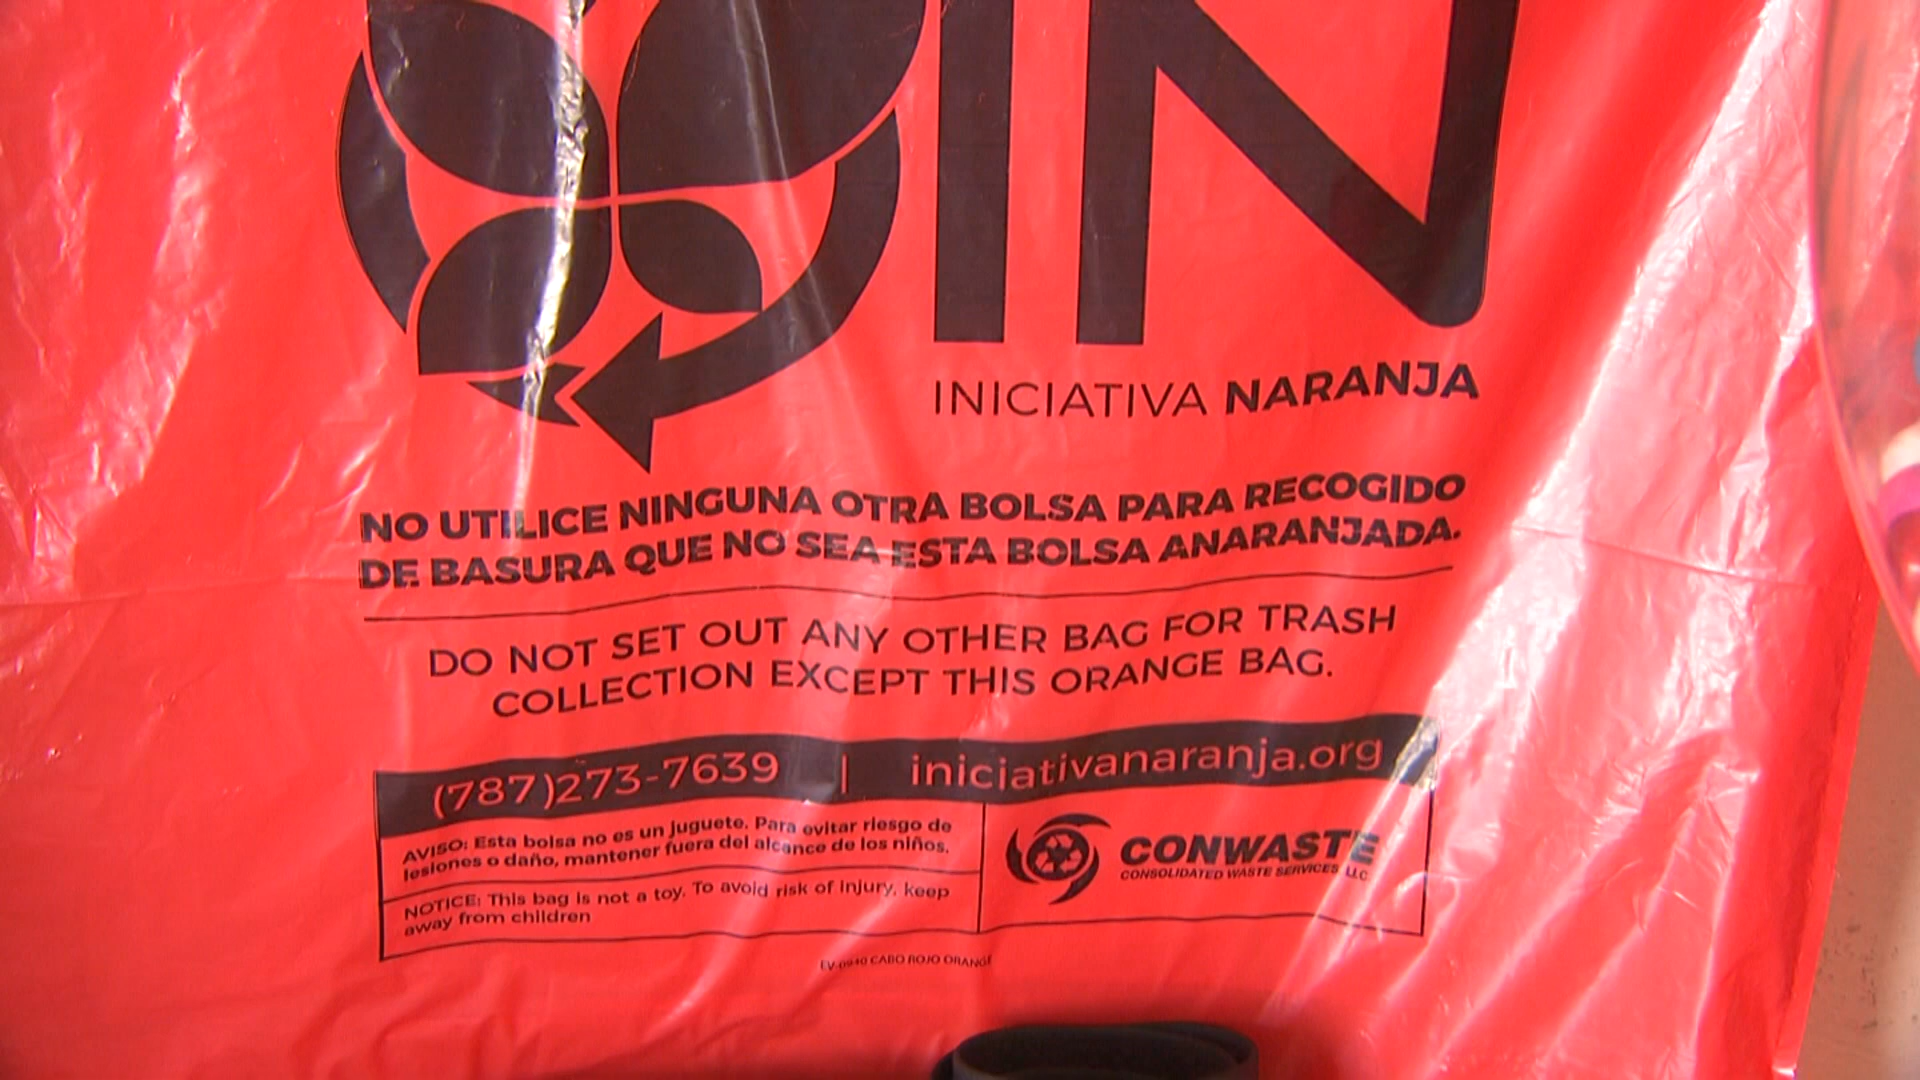 IN
INICIATIVA NARANJA
NO UTILICE NINGUNA OTRA BOLSA PARA RECOGIDO
DE BASURA QUE NO SEA ESTA BOLSA ANARANJADA.
DO NOT SET OUT ANY OTHER BAG FOR TRASH
COLLECTION EXCEPT THIS ORANGE BAG.
(787)273-7639 | iniciativanaranja.org
AVISO: Esta bolsa no es un juguete. Para evitar riesgo de
lesiones o daño, mantener fuera del alcance de los niños.
NOTICE: This bag is not a toy. To avoid risk of injury, keep
away from children
CONWASTE
CONSOLIDATED WASTE SERVICES, LLC
CABO ROJO ORANGE